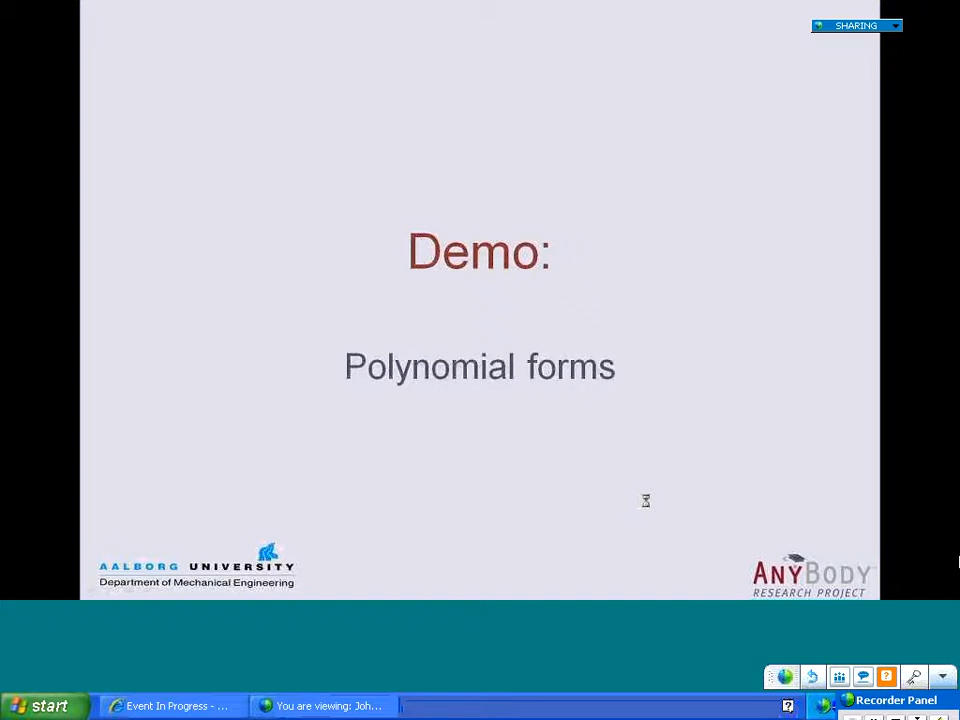 SHARING
Demo:
Polynomial forms
AALBORG UNIVERSITY
Department of Mechanical Engineering
ANYBODY
RESEARCH PROJECT
start
Event In Progress - ...
You are viewing: Joh...
Recorder Panel